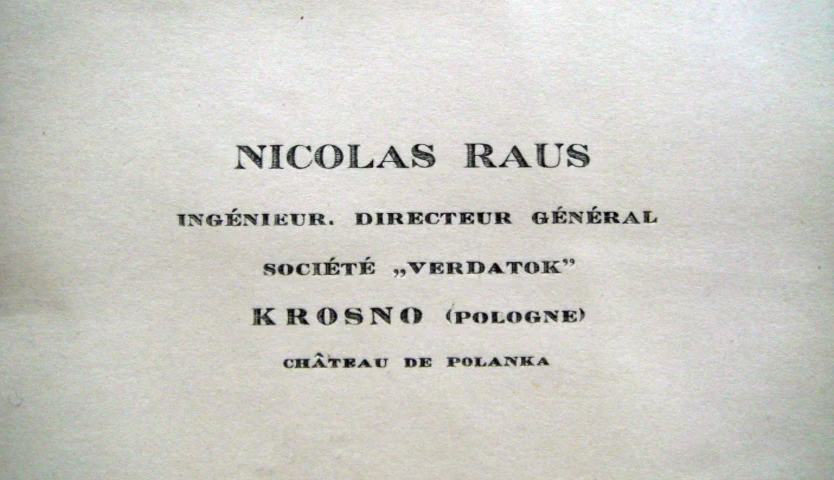 NICOLAS RAUS
INGÉNIEUR. DIRECTEUR GÉNÉRAL
SOCIÉTÉ „VERDATOK”
KROSNO (POLOGNE)
CHÂTEAU DE POLANKA